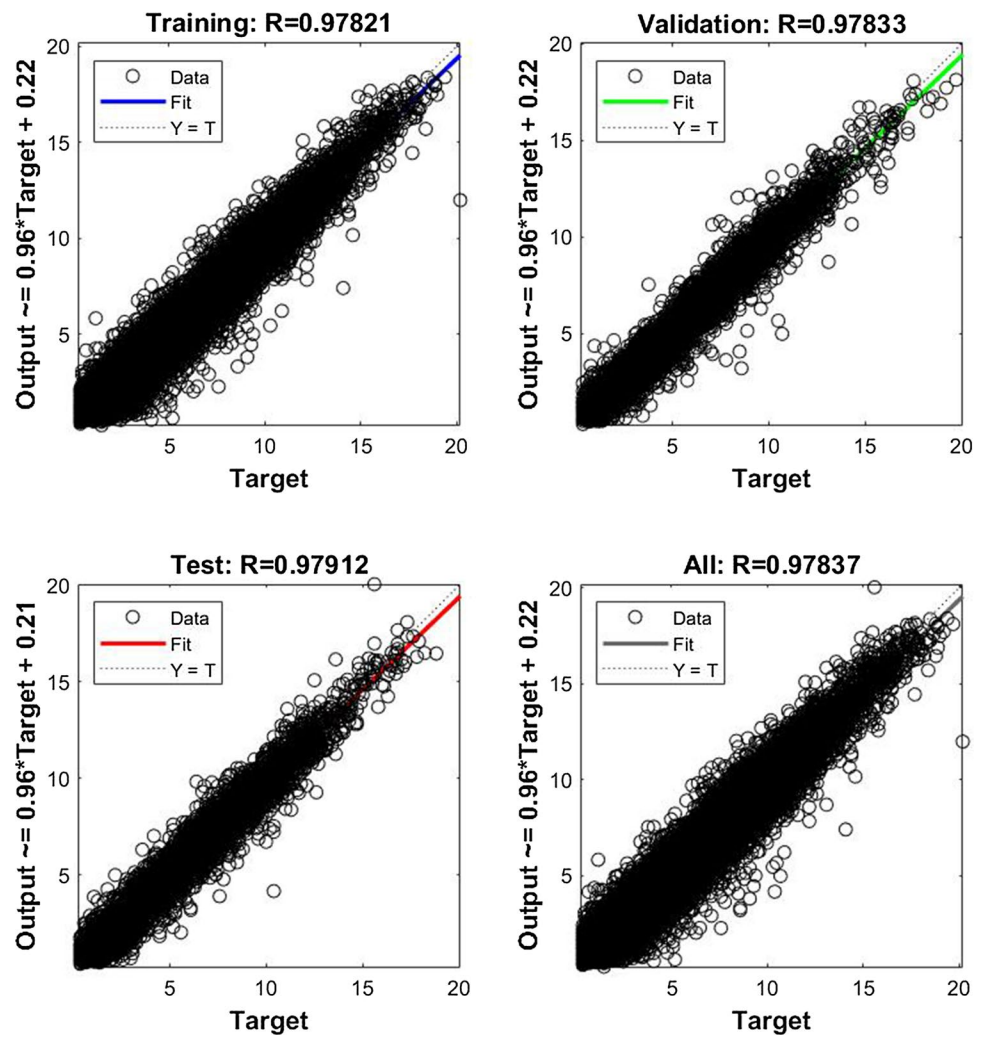 Training: R=0.97821
Output ~= 0.96*Target + 0.22
20
15
10
5
Data
Fit
Y = T
5 10 15 20
Target
Validation: R=0.97833
Output ~= 0.96*Target + 0.22
20
15
10
5
Data
Fit
Y = T
5 10 15 20
Target
Test: R=0.97912
Output ~= 0.96*Target + 0.21
20
15
10
5
Data
Fit
Y = T
5 10 15 20
Target
All: R=0.97837
Output ~= 0.96*Target + 0.22
20
15
10
5
Data
Fit
Y = T
5 10 15 20
Target